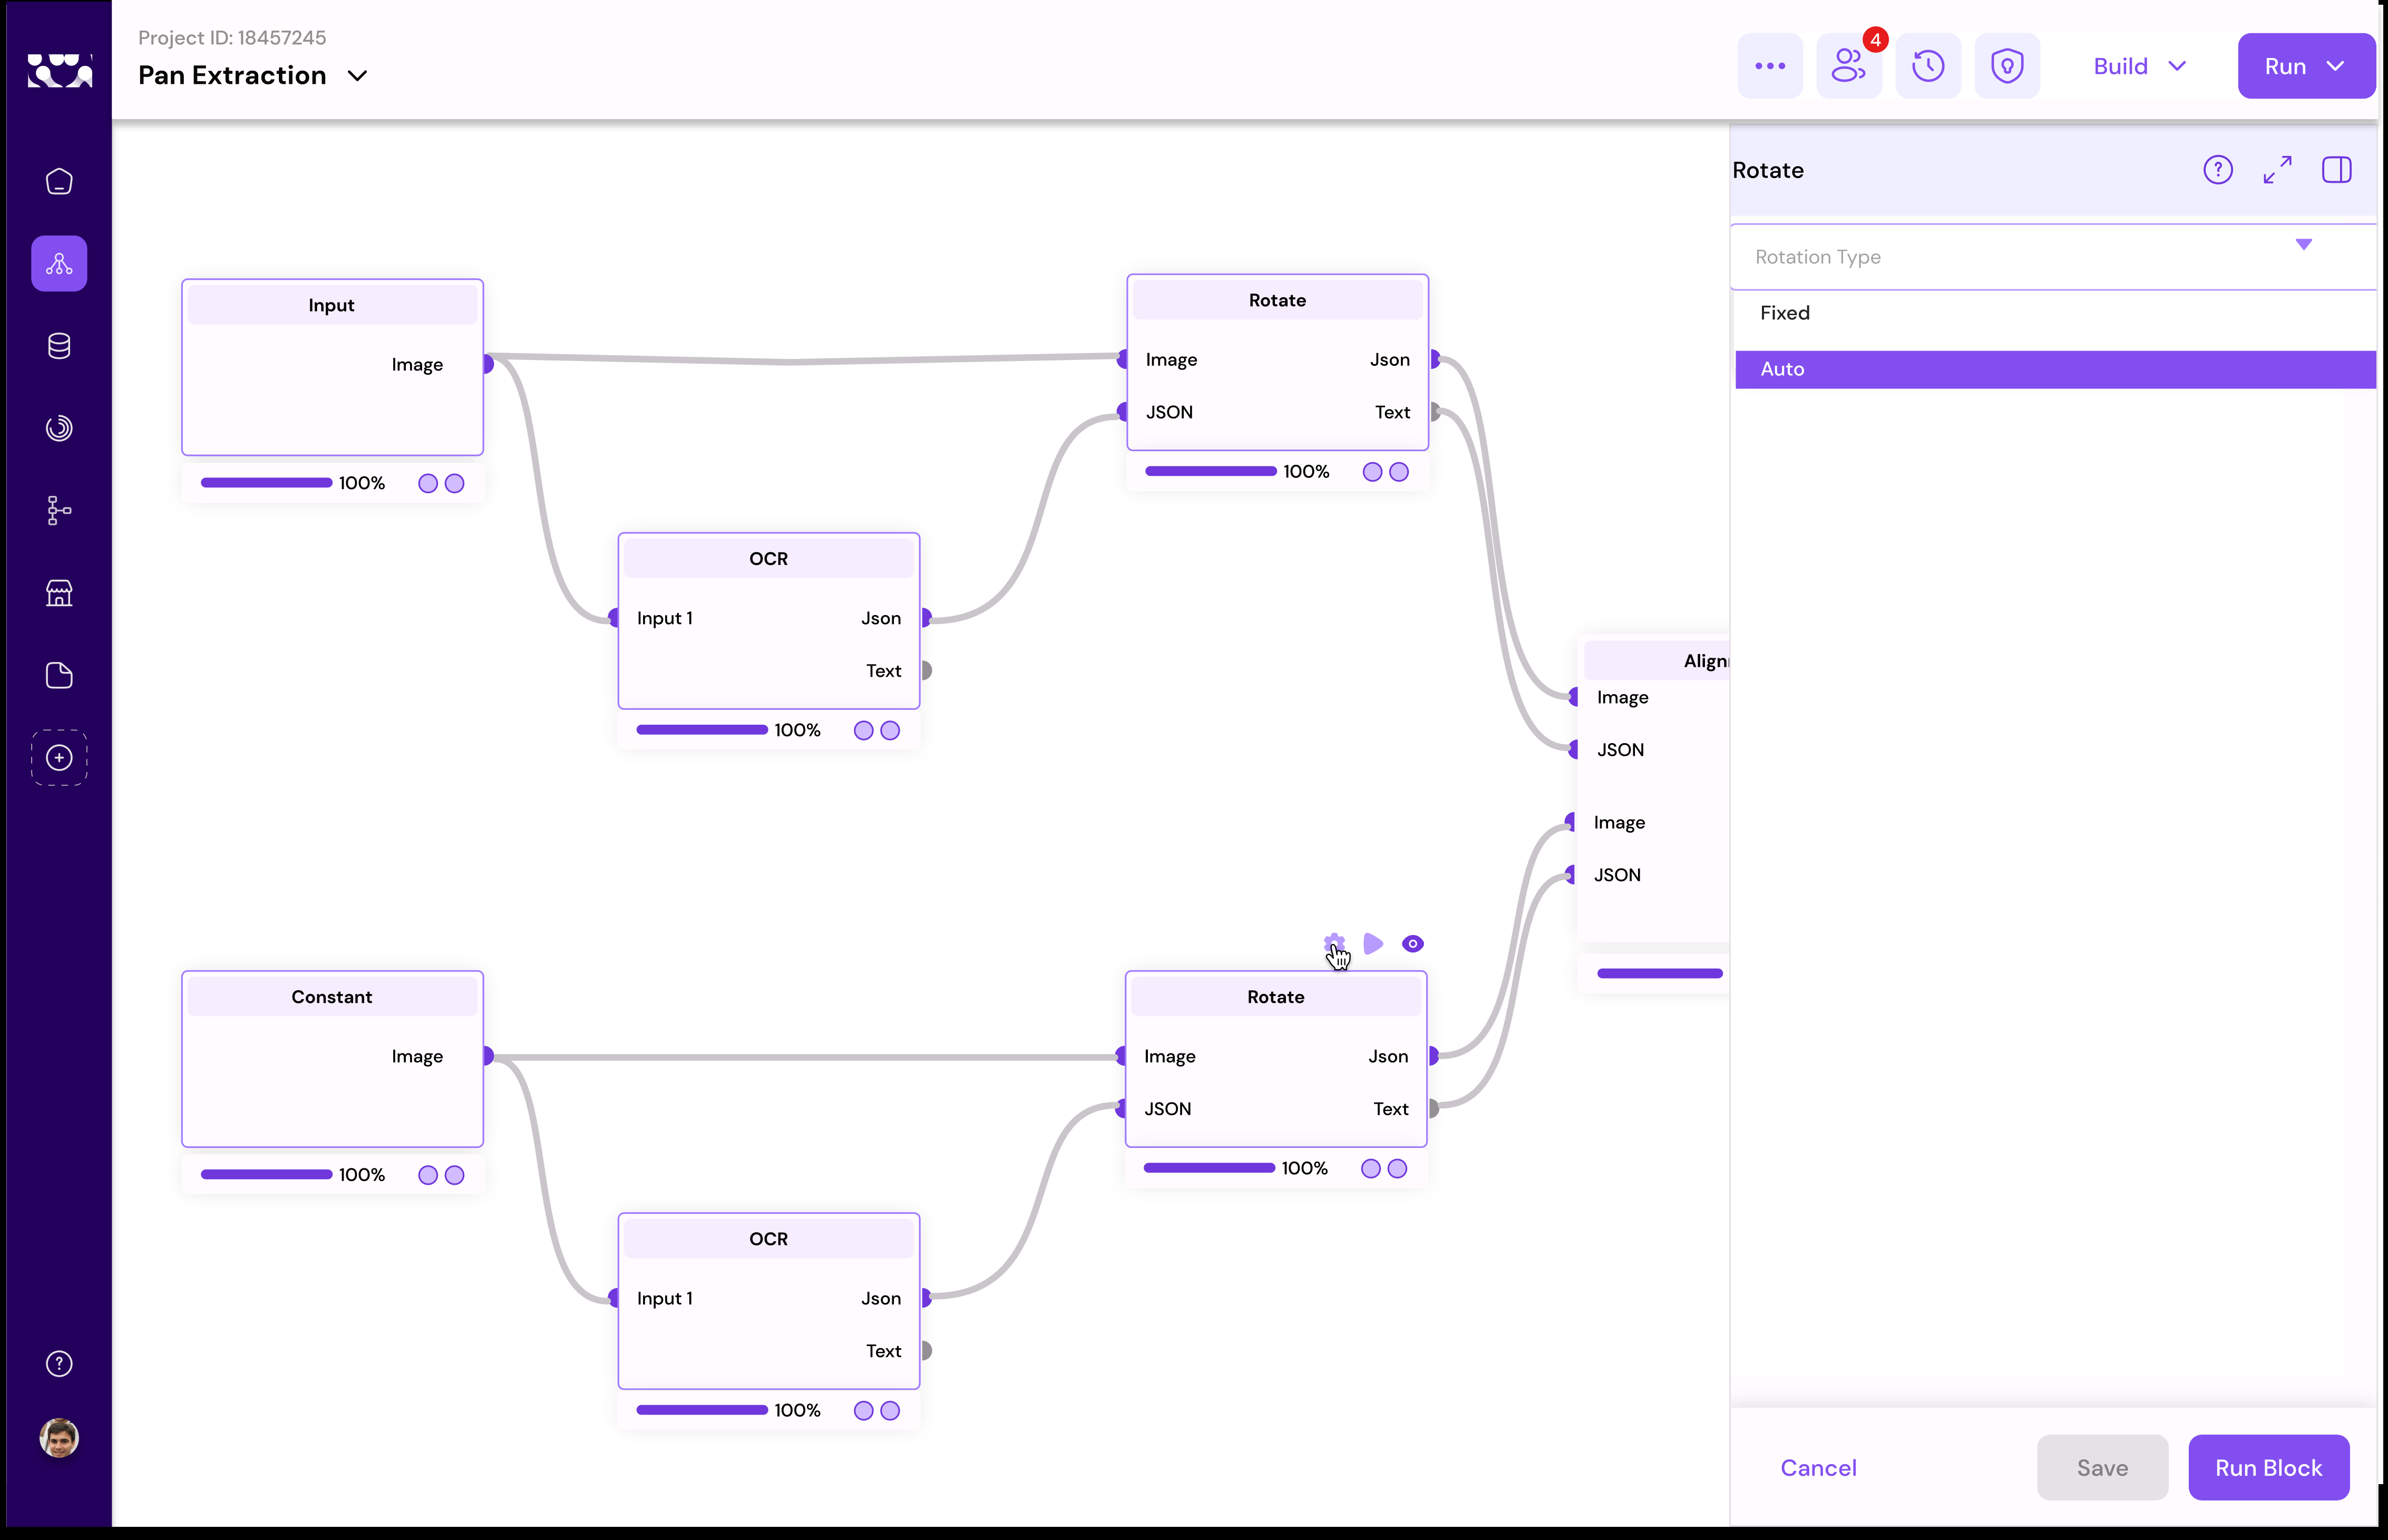 Project ID: 18457245
Pan Extraction
4
Build
Run
Rotate
Rotation Type
Fixed
Auto
Input
Image
100%
Rotate
Image Json
JSON Text
100%
OCR
Input 1 Json
Text
100%
Image
JSON
Image
JSON
Constant
Image
100%
Rotate
Image Json
JSON Text
100%
OCR
Input 1 Json
Text
100%
Cancel
Save
Run Block